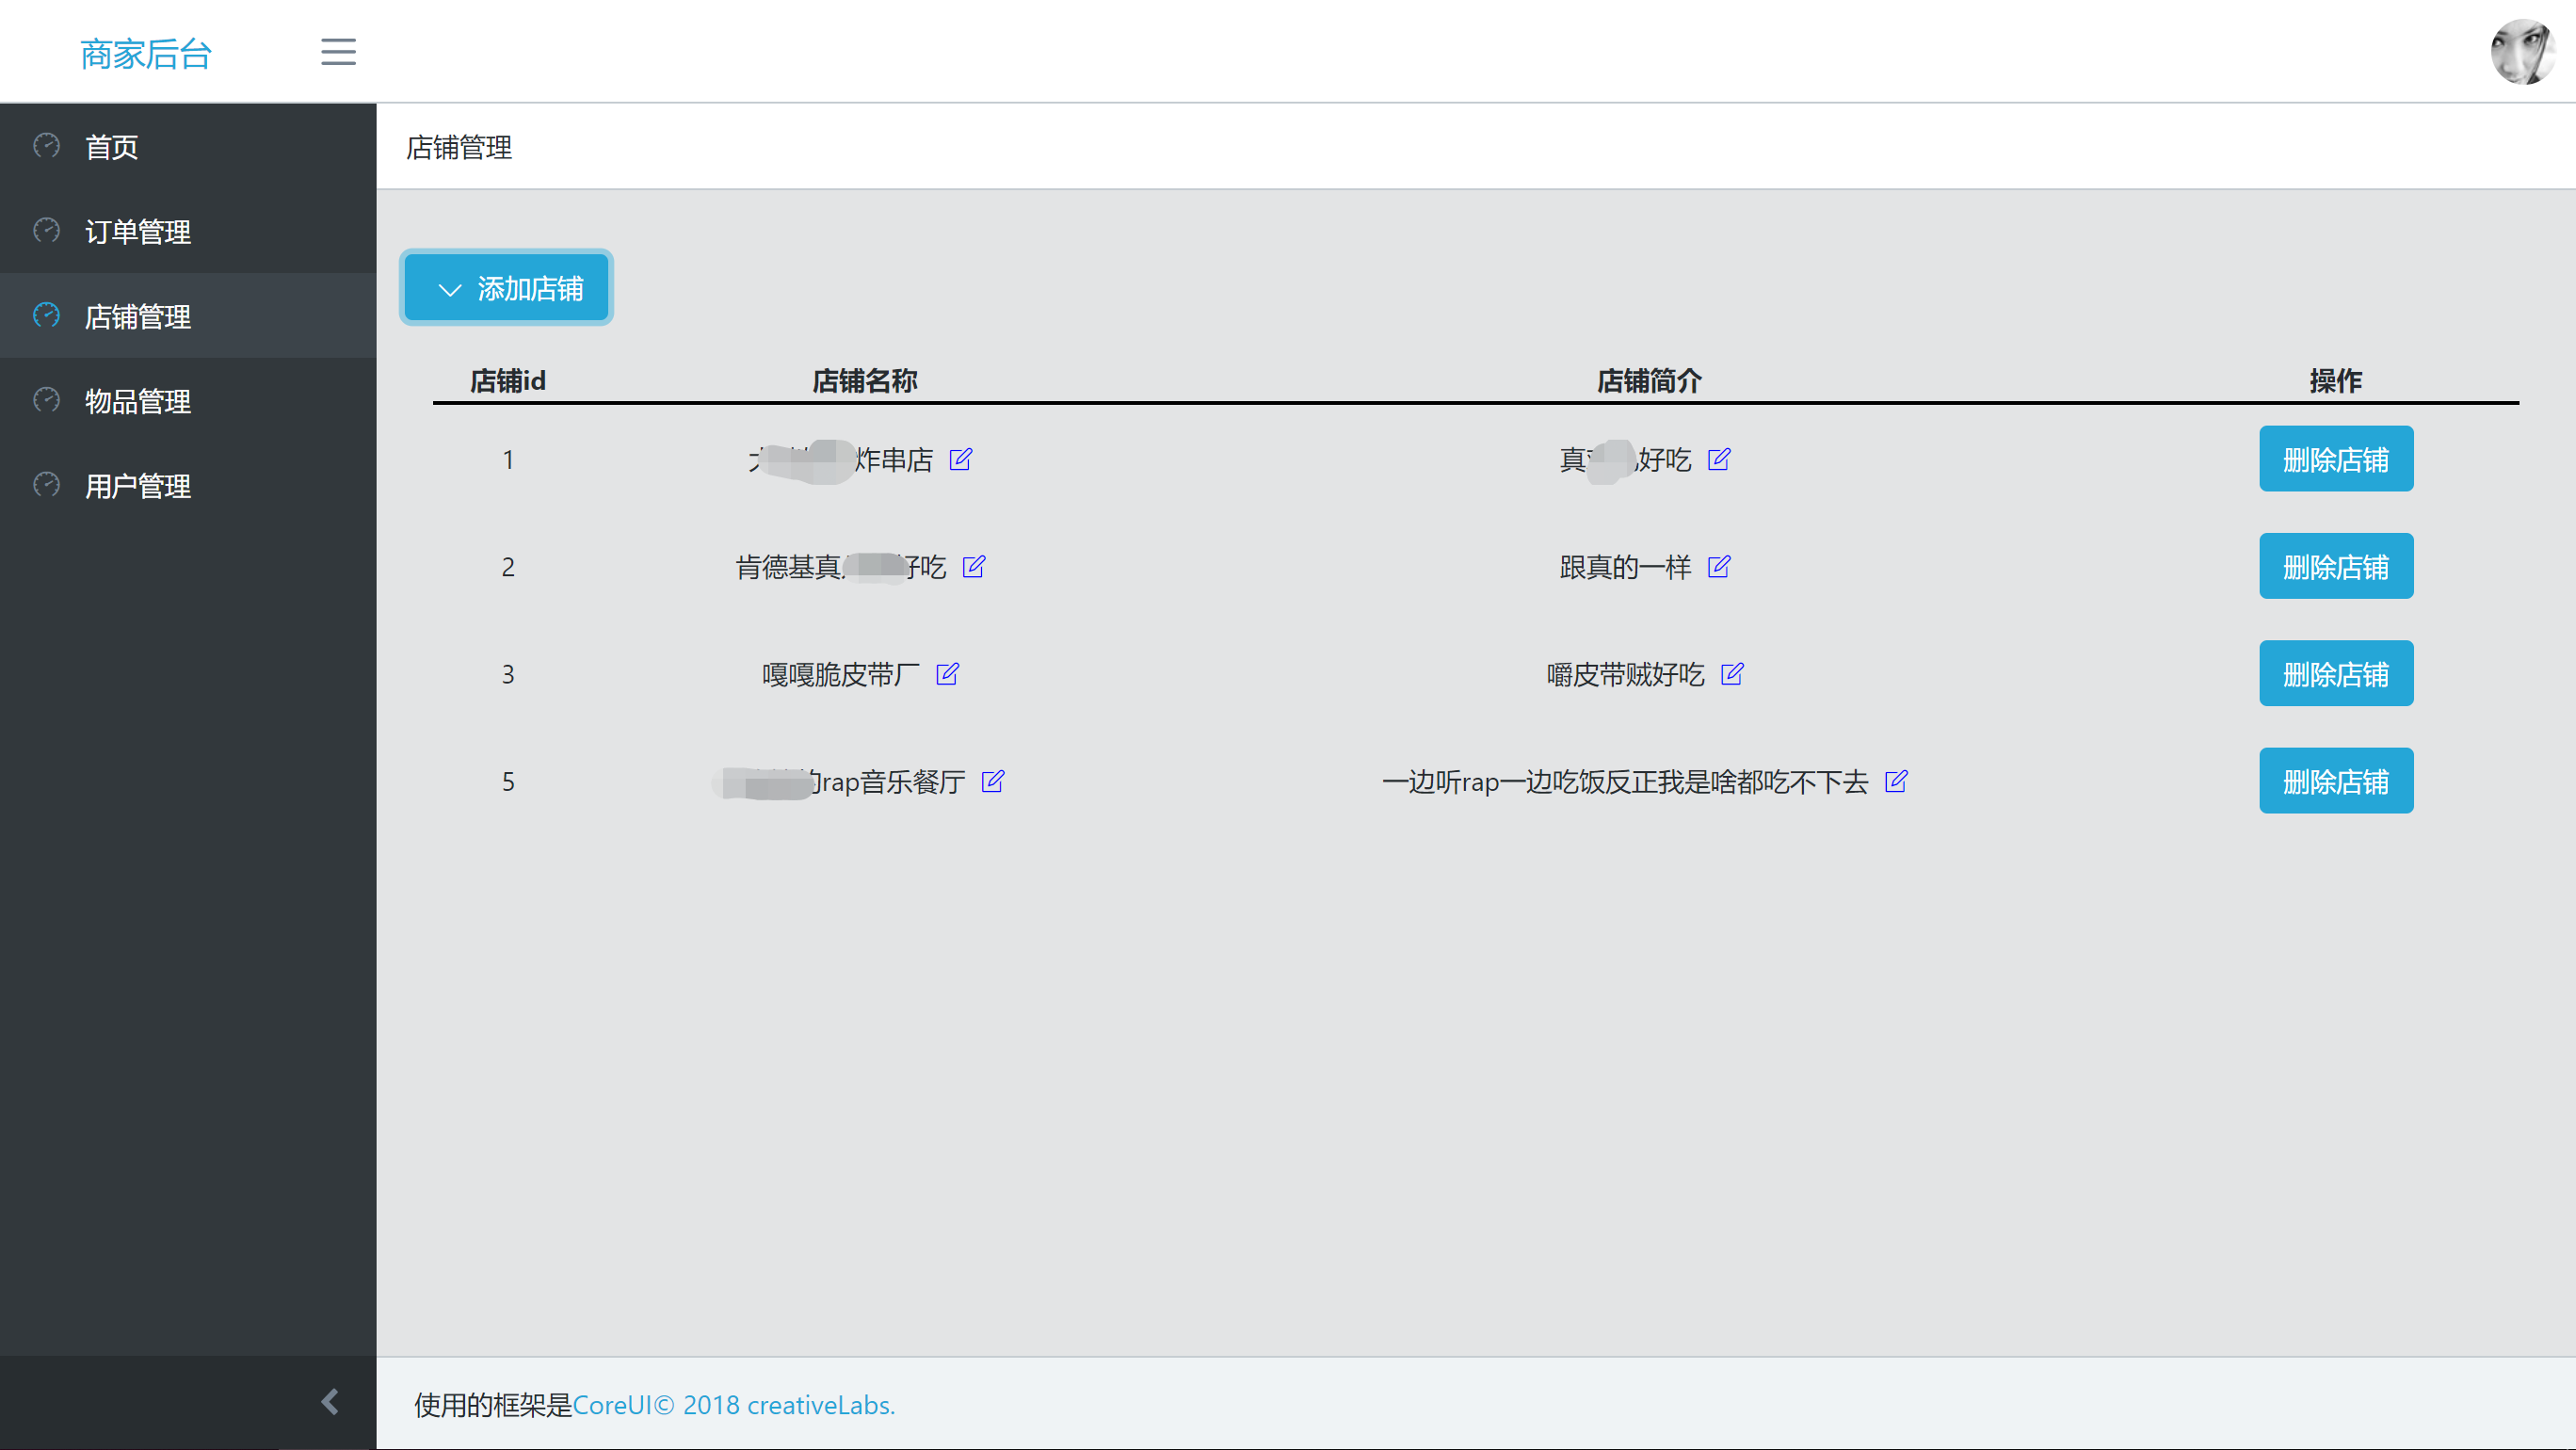 商家后台
首页
订单管理
店铺管理
物品管理
用户管理
店铺管理
添加店铺
店铺id 店铺名称 店铺简介 操作
1 炸串店 真 好吃 删除店铺
2 肯德基真 好吃 跟真的一样 删除店铺
3 嘎嘎脆皮带厂 嚼皮带贼好吃 删除店铺
5 的rap音乐餐厅 一边听rap一边吃饭反正我是啥都吃不下去 删除店铺
使用的框架是CoreUI© 2018 creativeLabs.